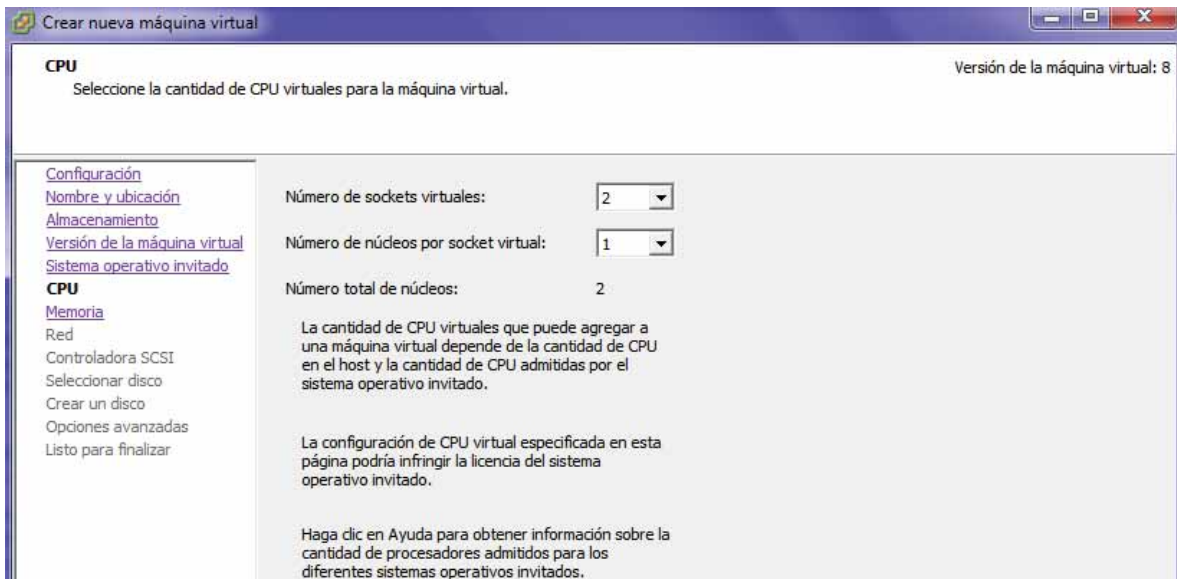 Crear nueva máquina virtual
CPU
Versión de la máquina virtual: 8
Seleccione la cantidad de CPU virtuales para la máquina virtual.
Configuración
Nombre y ubicación
Almacenamiento
Versión de la máquina virtual
Sistema operativo invitado
CPU
Memoria
Red
Controladora SCSI
Seleccionar disco
Crear un disco
Opciones avanzadas
Listo para finalizar
Número de sockets virtuales: 2
Número de núcleos por socket virtual: 1
Número total de núcleos: 2
La cantidad de CPU virtuales que puede agregar a
una máquina virtual depende de la cantidad de CPU
en el host y la cantidad de CPU admitidas por el
sistema operativo invitado.
La configuración de CPU virtual especificada en esta
página podría infringir la licencia del sistema
operativo invitado.
Haga clic en Ayuda para obtener información sobre la
cantidad de procesadores admitidos para los
diferentes sistemas operativos invitados.